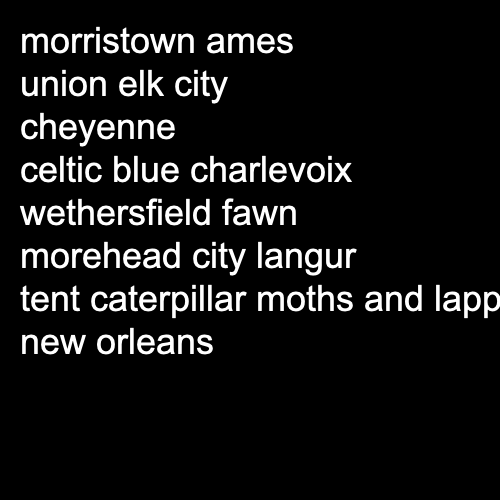 morristown ames
union elk city
cheyenne
celtic blue charlevoix
wethersfield fawn
morehead city langur
tent caterpillar moths and lapp
new orleans